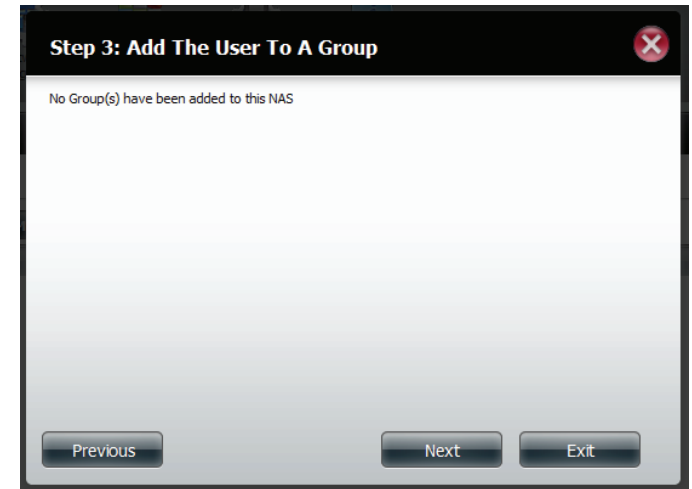 Step 3: Add The User To A Group
No Group(s) have been added to this NAS
Previous
Next
Exit